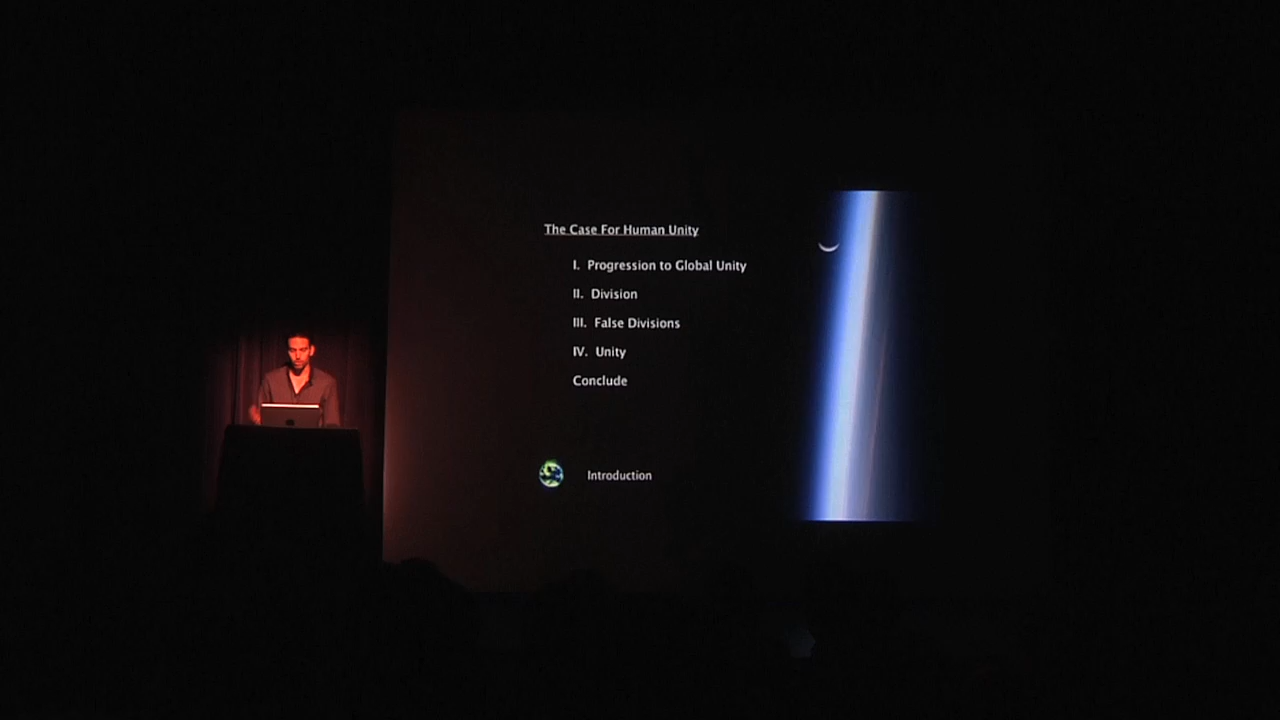 The Case For Human Unity
I. Progression to Global Unity
II. Division
III. False Divisions
IV. Unity
Conclude
Introduction